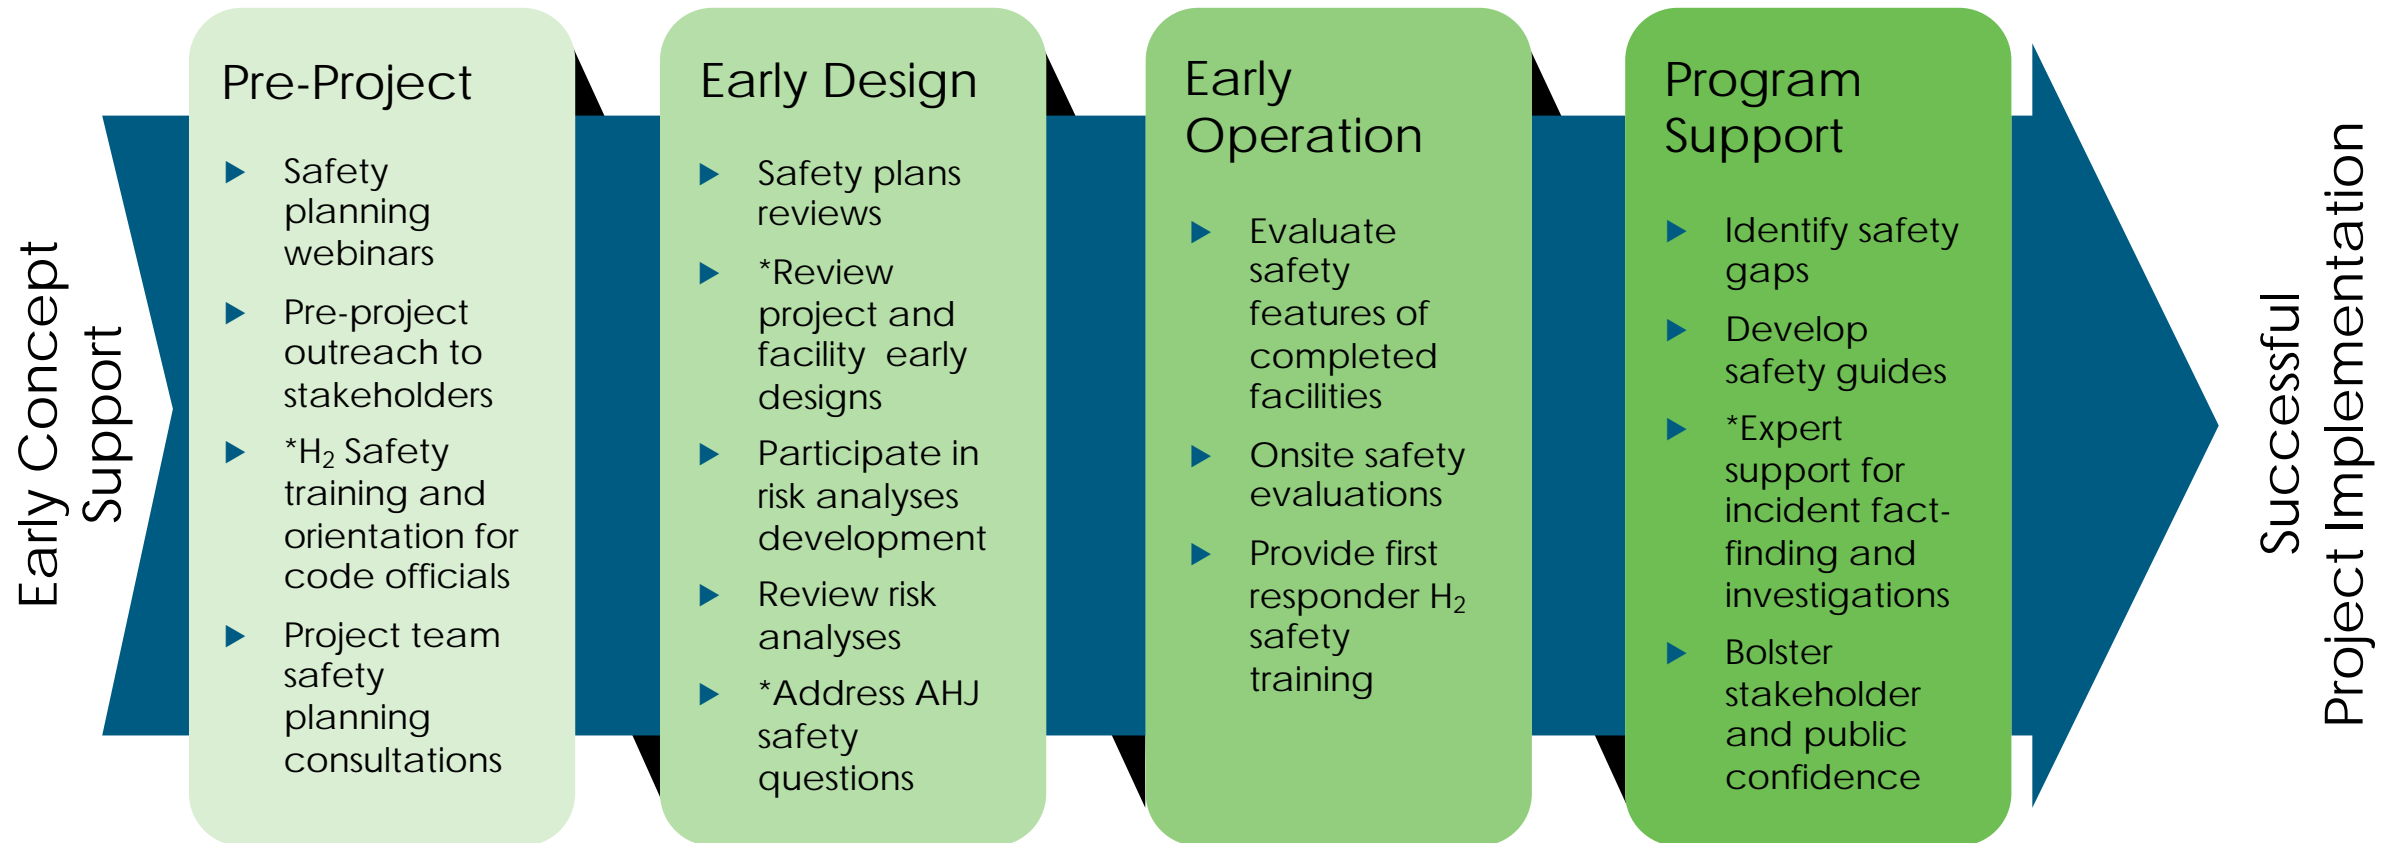 Early Concept
Support
Pre-Project
Safety
planning
webinars
Pre-project
outreach to
stakeholders
*H₂ Safety
training and
orientation for
code officials
Project team
safety
planning
consultations
Early Design
Safety plans
reviews
*Review
project and
facility early
designs
Participate in
risk analyses
development
Review risk
analyses
*Address AHJ
safety
questions
Early
Operation
Evaluate
safety
features of
completed
facilities
Onsite safety
evaluations
Provide first
responder H₂
safety
training
Program
Support
Identify safety
gaps
Develop
safety guides
*Expert
support for
incident fact-
finding and
investigations
Bolster
stakeholder
and public
confidence
Successful
Project Implementation